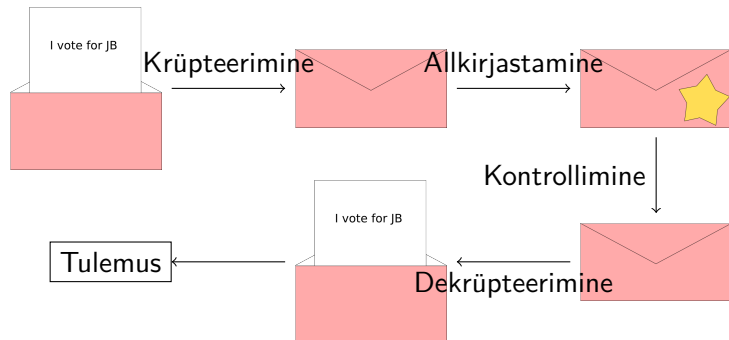 I vote for JB
Krüpteerimine
Allkirjastamine
Kontrollimine
I vote for JB
Dekrüpteerimine
Tulemus